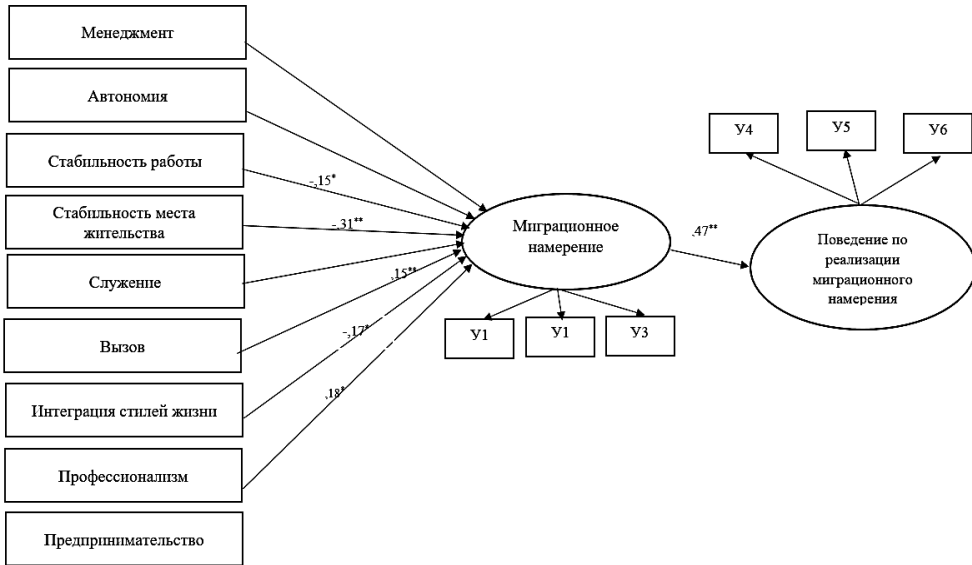 Менеджмент
Автономия
Стабильность работы
Стабильность места
жительства
Служение
Вызов
Интеграция стилей жизни
Профессионализм
Предпринимательство
-,15*
-,31**
,15**
-,17*
,18*
Миграционное
намерение
У1
У1
У3
,47**
У4
У5
У6
Поведение по
реализации
миграционного
намерения